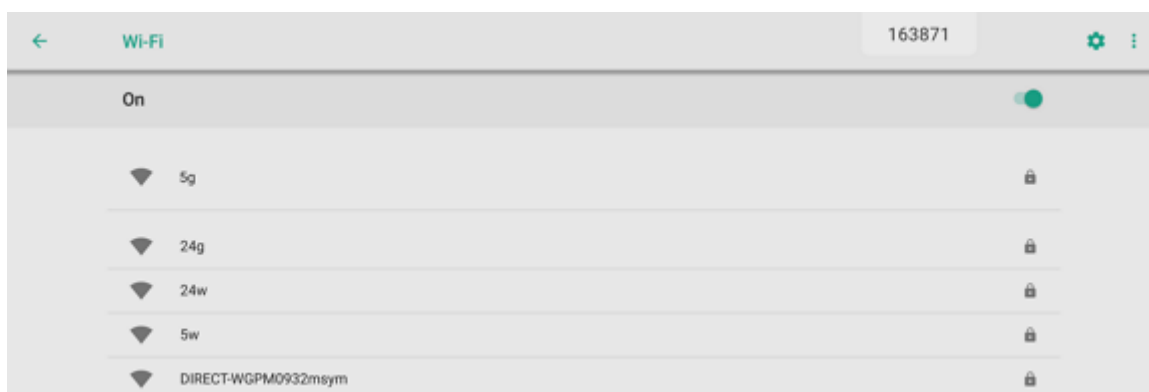 Wi-Fi 163871
On
5g
24g
24w
5w
DIRECT-WGPM0932msym